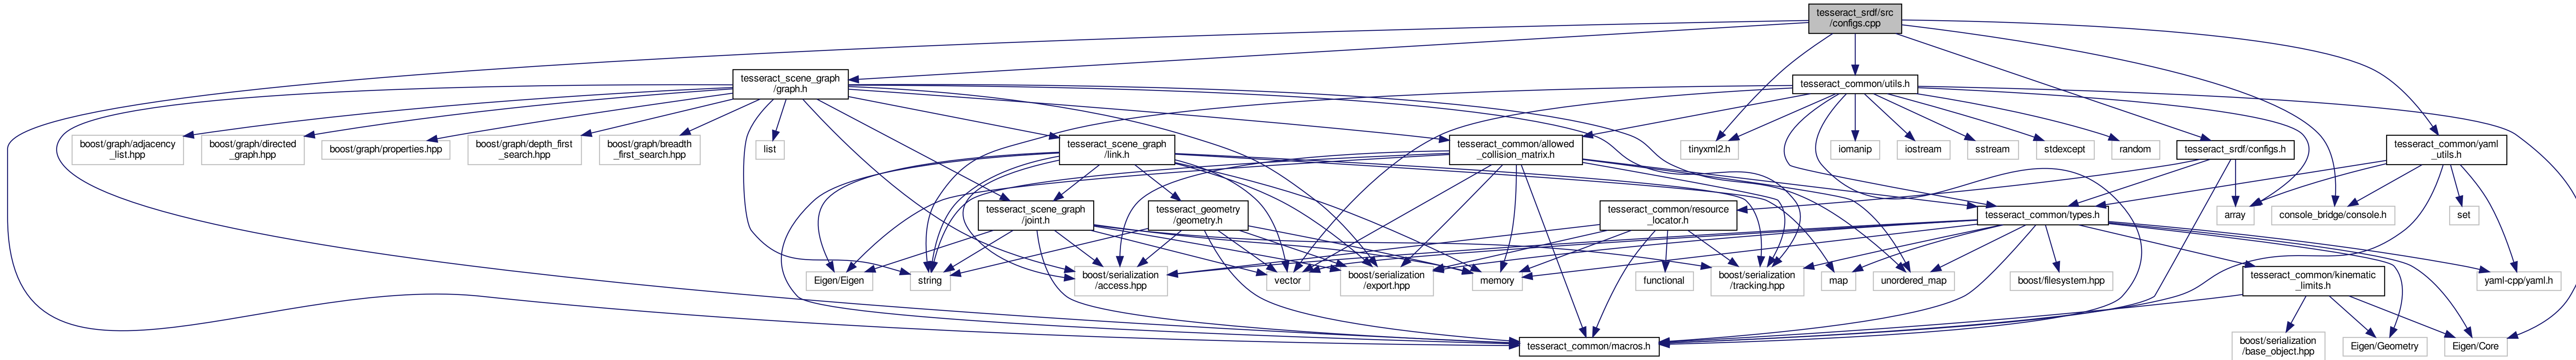 tesseract_srdf/src
/configs.cpp
tesseract_scene_graph
/graph.h
tesseract_common/utils.h
boost/graph/adjacency
_list.hpp
boost/graph/directed
_graph.hpp
boost/graph/properties.hpp
boost/graph/depth_first
_search.hpp
boost/graph/breadth
_first_search.hpp
list
tesseract_scene_graph
/link.h
tesseract_common/allowed
_collision_matrix.h
tinyxml2.h
iomanip
iostream
sstream
stdexcept
random
tesseract_srdf/configs.h
tesseract_common/yaml
_utils.h
tesseract_scene_graph
/joint.h
tesseract_geometry
/geometry.h
tesseract_common/resource
_locator.h
tesseract_common/types.h
array
console_bridge/console.h
set
Eigen/Eigen
string
boost/serialization
/access.hpp
vector
boost/serialization
/export.hpp
memory
functional
boost/serialization
/tracking.hpp
map
unordered_map
boost/filesystem.hpp
tesseract_common/kinematic
_limits.h
yaml-cpp/yaml.h
tesseract_common/macros.h
boost/serialization
/base_object.hpp
Eigen/Geometry
Eigen/Core